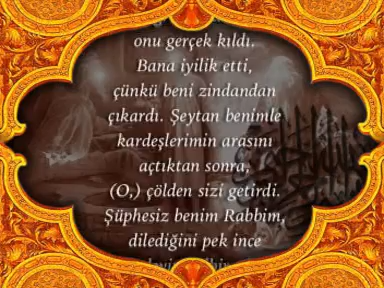 onu gerçek kıldı.
Bana iyilik etti,
çünkü beni zindandan
çıkardı. Şeytan benimle
kardeşlerimin arasını
açtıktan sonra,
(O,) çölden sizi getirdi.
Şüphesiz benim Rabbim,
dilediğini pek ince